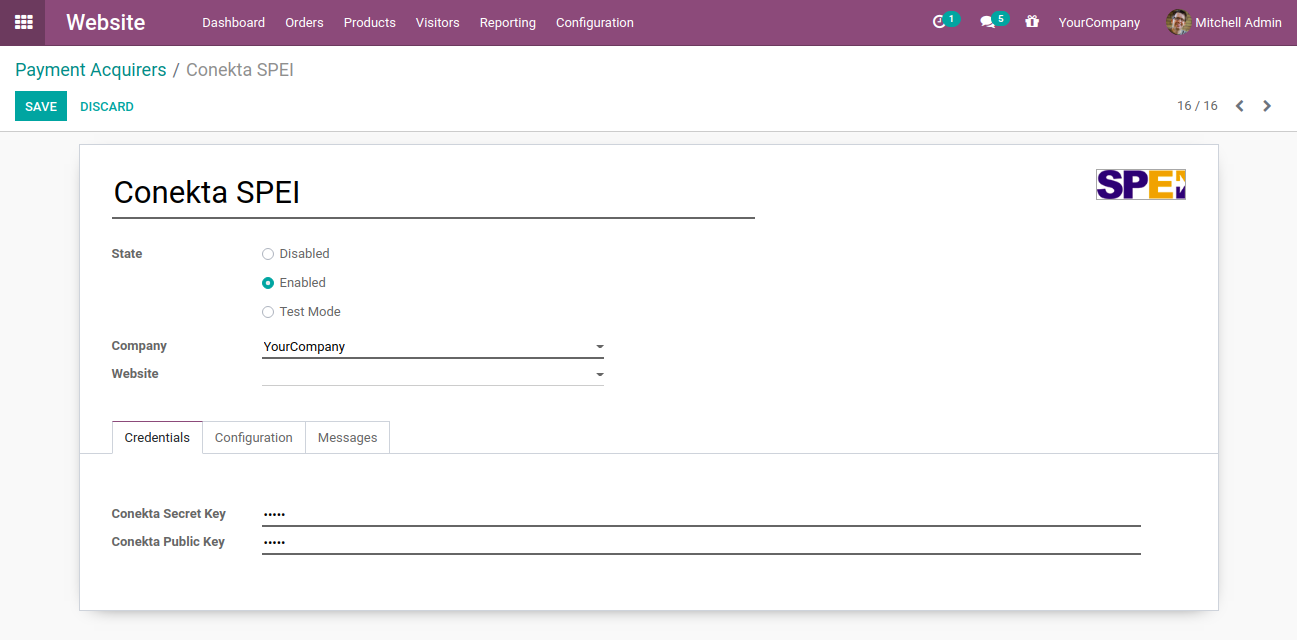 Website Dashboard Orders Products Visitors Reporting Configuration 1 5 YourCompany Mitchell Admin
Payment Acquirers / Conekta SPEI
SAVE DISCARD 16 / 16
Conekta SPEI SPEI
State Disabled
Enabled
Test Mode
Company YourCompany
Website
Credentials Configuration Messages
Conekta Secret Key •••••
Conekta Public Key •••••